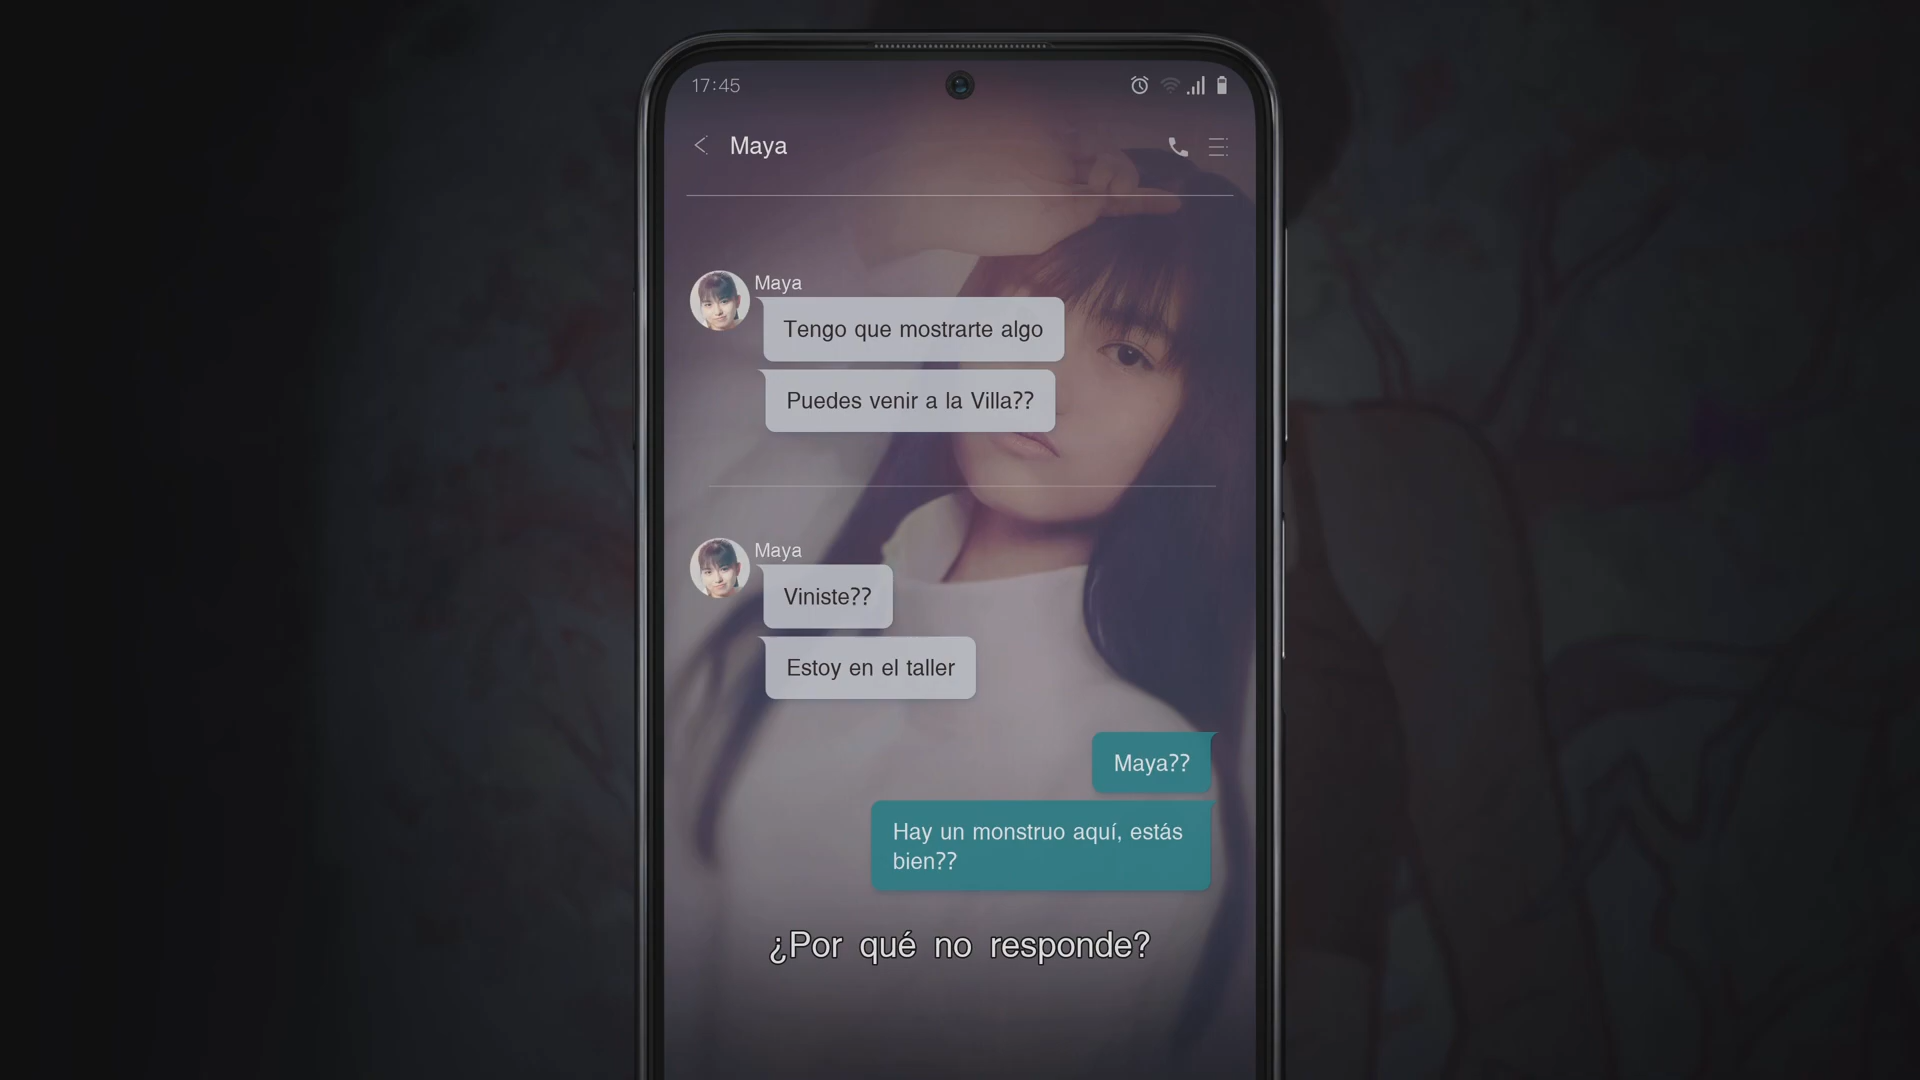 17:45
Maya
Maya
Tengo que mostrarte algo
Puedes venir a la Villa??
Maya
Viniste??
Estoy en el taller
Maya??
Hay un monstruo aquí, estás
bien??
¿Por qué no responde?